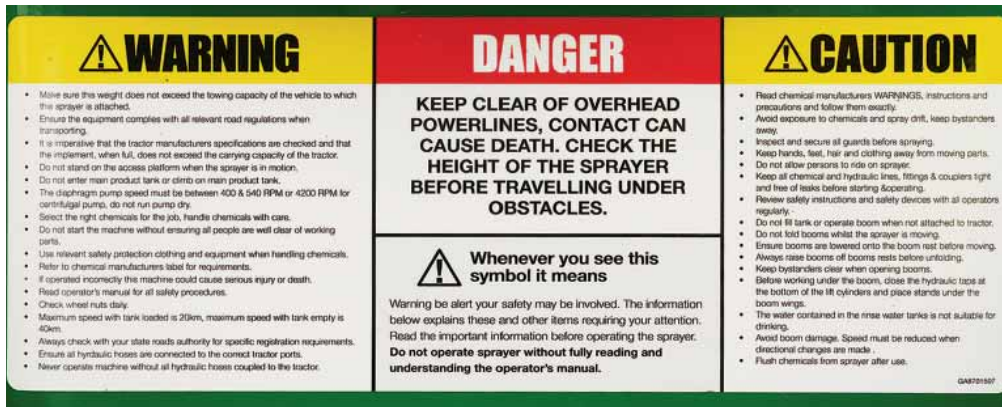 WARNING
Make sure this weight does not exceed the towing capacity of the vehicle to which
this sprayer is attached.
Ensure the equipment complies with all relevant road regulations when
transporting.
It is imperative that the tractor manufacturers specifications are checked and that
the implement, when full, does not exceed the carrying capacity of the tractor.
Do not stand on the access platform when the sprayer is in motion.
Do not enter main product tank or climb on main product tank.
The diaphragm pump speed must be between 400 & 540 RPM or 4200 RPM for
centrifulgal pump, do not run pump dry.
Select the right chemicals for the job, handle chemicals with care.
Do not start the machine without ensuring all people are well clear of working
parts.
Use relevant safety protection clothing and equipment when handling chemicals.
Refer to chemical manufacturers label for requirements.
If operated incorrectly this machine could cause serious injury or death.
Read operator's manual for all safety procedures.
Check wheel nuts daily.
Maximum speed with tank loaded is 20km, maximum speed with tank empty is
40km.
Always check with your state roads authority for specific registration requirements.
Ensure all hydraulic hoses are connected to the correct tractor ports.
Never operate machine without all hydraulic hoses coupled to the tractor.
DANGER
KEEP CLEAR OF OVERHEAD
POWERLINES, CONTACT CAN
CAUSE DEATH. CHECK THE
HEIGHT OF THE SPRAYER
BEFORE TRAVELLING UNDER
OBSTACLES.
Whenever you see this
symbol it means
Warning be alert your safety may be involved. The information
below explains these and other items requiring your attention.
Read the important information before operating the sprayer.
Do not operate sprayer without fully reading and
understanding the operator's manual.
CAUTION
Read chemical manufacturers WARNINGS, instructions and
precautions and follow them exactly.
Avoid exposure to chemicals and spray drift, keep bystanders
away.
Inspect and secure all guards before spraying.
Keep hands, feet, hair and clothing away from moving parts.
Do not allow persons to ride on sprayer.
Keep all chemical and hydraulic lines, fittings & couplers tight
and free of leaks before starting &operating.
Review safety instructions and safety devices with all operators
regularly.
Do not fill tank or operate boom when not attached to tractor.
Do not fold booms whilst the sprayer is moving.
Ensure booms are lowered onto the boom rest before moving.
Always raise booms off booms rests before unfolding.
Keep bystanders clear when opening booms.
Before working under the boom, close the hydraulic taps at
the bottom of the lift cylinders and place stands under the
boom wings.
The water contained in the rinse water tanks is not suitable for
drinking.
Avoid boom damage. Speed must be reduced when
directional changes are made .
Flush chemicals from sprayer after use.
GA8701507